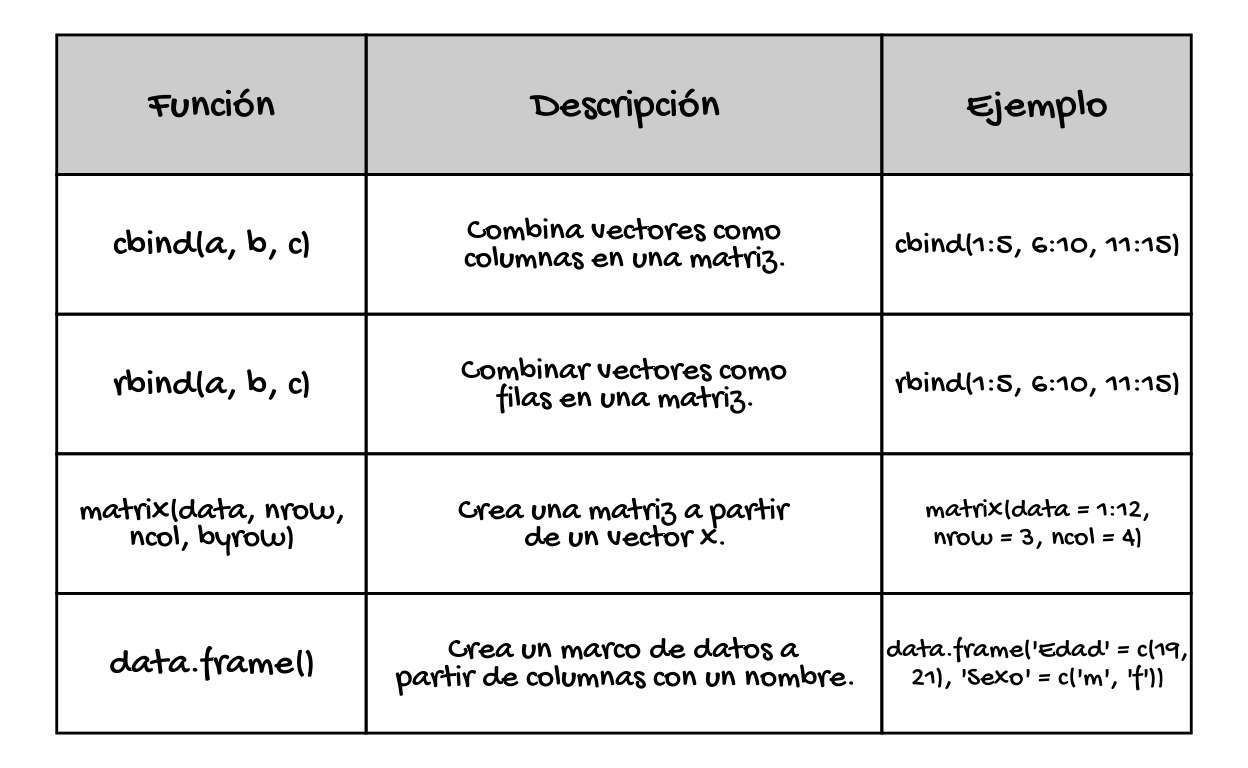 Función
Descripción
Ejemplo
cbind(a, b, c)
Combina vectores como
columnas en una matriz.
cbind(1:5, 6:10, 11:15)
rbind(a, b, c)
Combinar vectores como
filas en una matriz.
rbind(1:5, 6:10, 11:15)
matrix(data, nrow,
ncol, byrow)
Crea una matriz a partir
de un vector x.
matrix(data = 1:12,
nrow = 3, ncol = 4)
data.frame()
Crea un marco de datos a
partir de columnas con un nombre.
data.frame('Edad' = c(19,
21), 'Sexo' = c('m', 'f'))